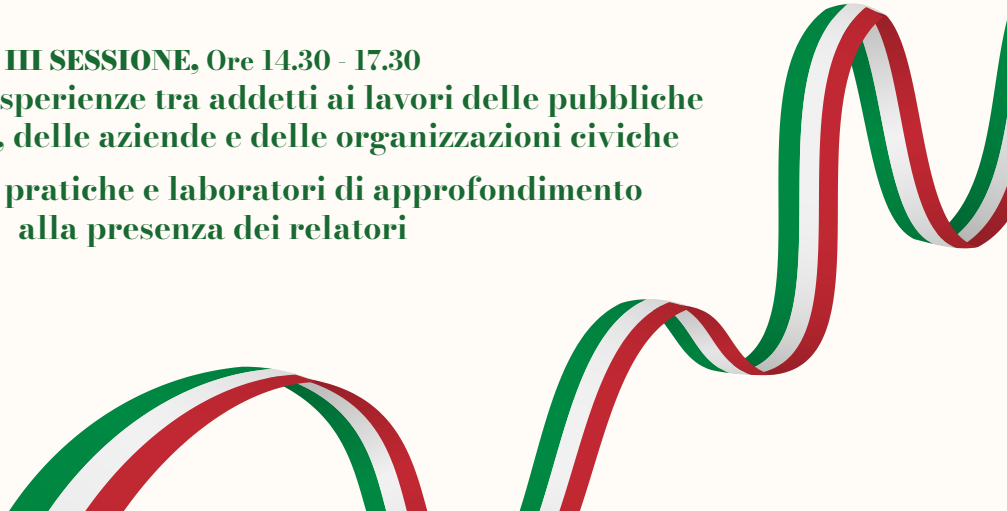 III SESSIONE, Ore 14.30 - 17.30
sperienze tra addetti ai lavori delle pubbliche
, delle aziende e delle organizzazioni civiche
pratiche e laboratori di approfondimento
alla presenza dei relatori